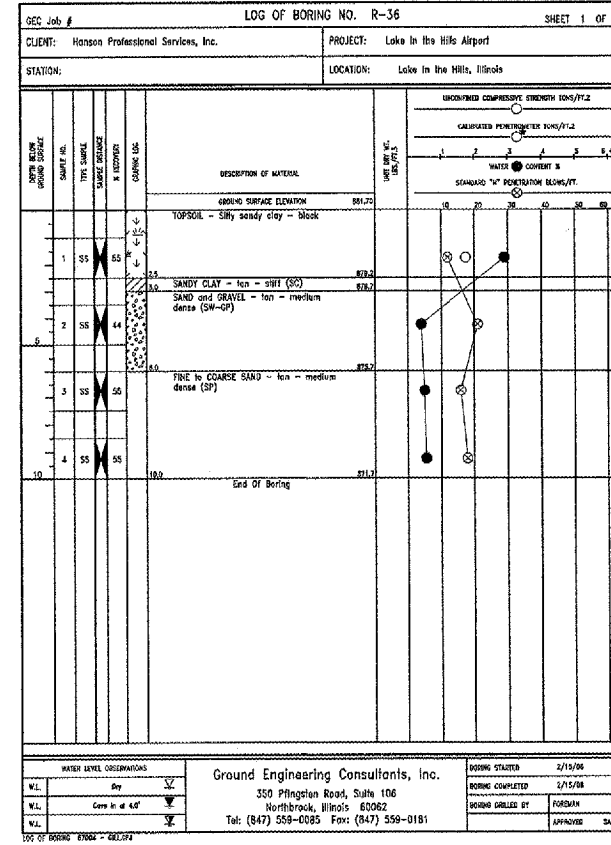 GEC Job #
LOG OF BORING NO. R-36
SHEET 1 OF
CLIENT: Hanson Professional Services, Inc.
PROJECT: Lake in the Hills Airport
STATION:
LOCATION: Lake in the Hills, Illinois
DEPTH BELOW GROUND SURFACE
SAMPLE NO.
TYPE SAMPLE
SAMPLE DISTANCE
% RECOVERY
GRAPHIC LOG
DESCRIPTION OF MATERIAL
UNIT DRY WT. LBS./FT.3
UNCONFINED COMPRESSIVE STRENGTH TONS/FT.2
CALIBRATED PENETROMETER TONS/FT.2
1 2 3 4 5
WATER CONTENT %
STANDARD "N" PENETRATION BLOWS/FT.
10 20 30 40 50 60
GROUND SURFACE ELEVATION 881.70
TOPSOIL - Silty sandy clay - black
1 SS 55
2.5 879.2
SANDY CLAY - tan - stiff (SC)
3.0 878.7
SAND and GRAVEL - tan - medium
dense (SW-GP)
2 SS 44
5
6.0 875.7
FINE to COARSE SAND - tan - medium
dense (SP)
3 SS 55
4 SS 55
10
10.0 871.7
End Of Boring
WATER LEVEL OBSERVATIONS
W.L. Dry
W.L. Cave in at 4.0'
W.L.
Ground Engineering Consultants, Inc.
350 Pfingsten Road, Suite 106
Northbrook, Illinois 60062
Tel: (847) 559-0085 Fax: (847) 559-0181
BORING STARTED 2/15/06
BORING COMPLETED 2/15/06
BORING DRILLED BY FOREMAN
APPROVED
LOG OF BORING 67004 - GILL.GPJ